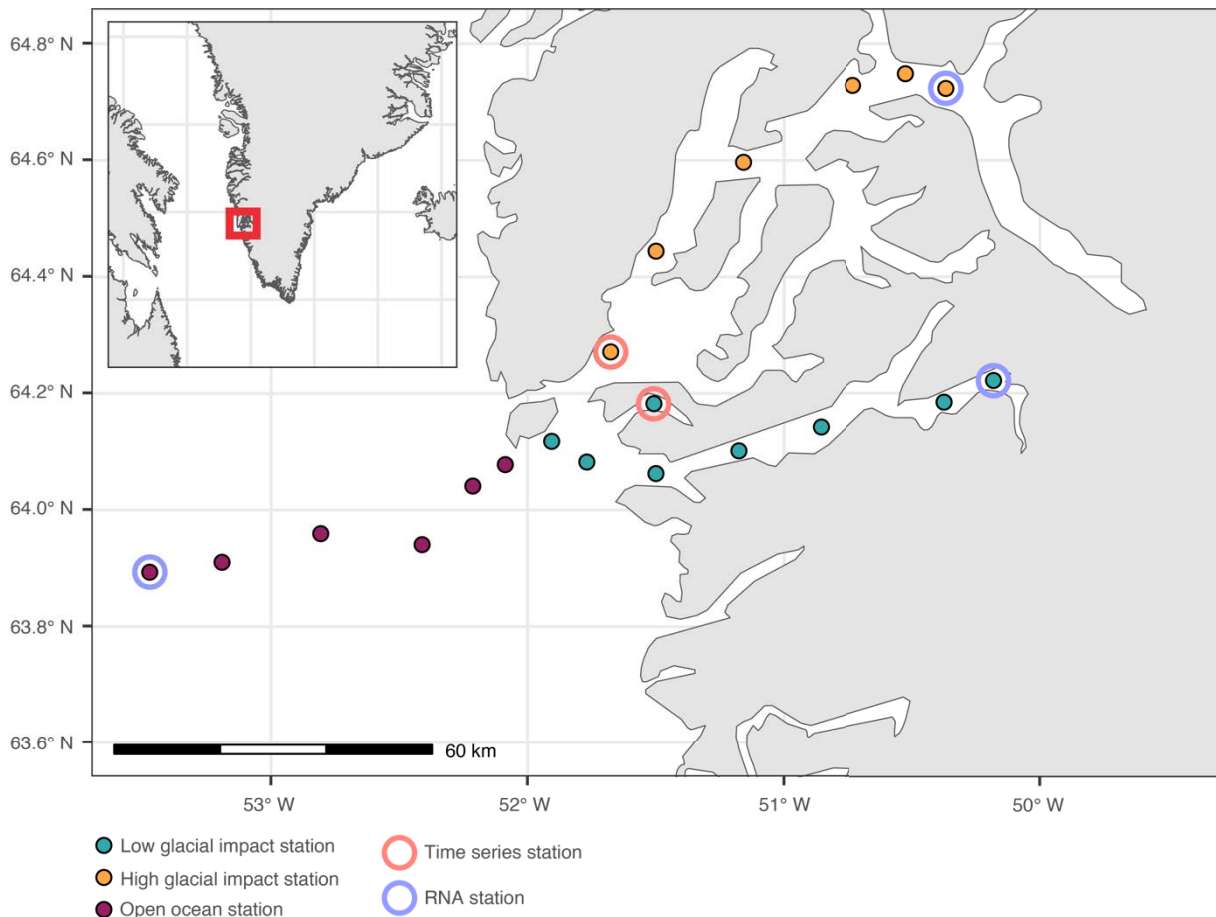 64.8° N
64.6° N
64.4° N
64.2° N
64.0° N
63.8° N
63.6° N
60 km
53° W
52° W
51° W
50° W
Low glacial impact station
High glacial impact station
Open ocean station
Time series station
RNA station